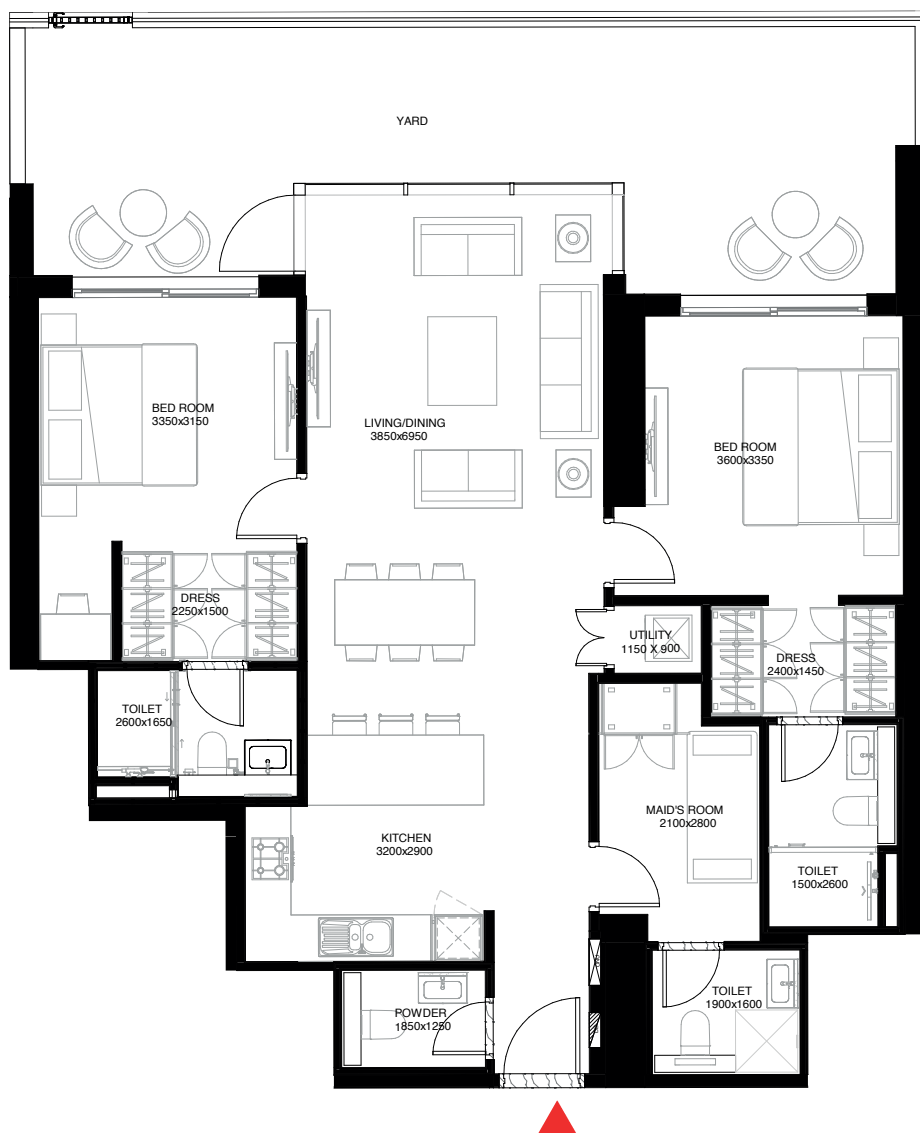 YARD
BED ROOM
3350x3150
LIVING/DINING
3850x6950
BED ROOM
3600x3350
DRESS
2250x1500
UTILITY
1150 X 900
DRESS
2400x1450
TOILET
2600x1650
MAID'S ROOM
2100x2800
KITCHEN
3200x2900
TOILET
1500x2600
TOILET
1900x1600
POWDER
1850x1250